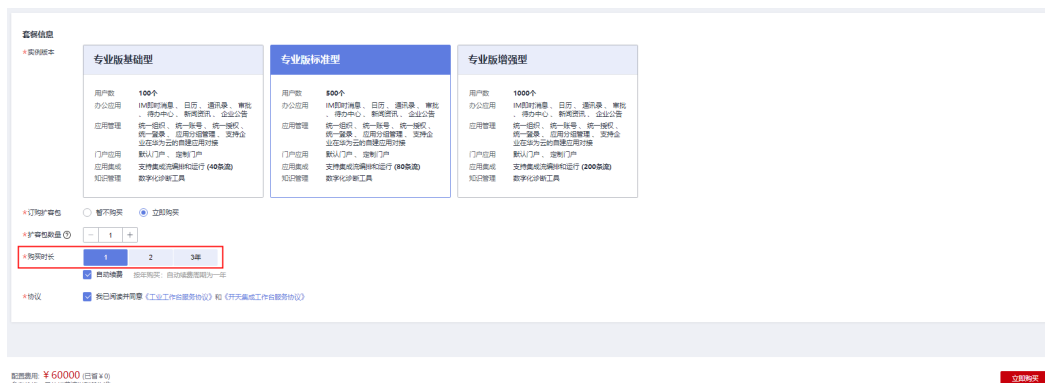 套餐信息
*实例版本
专业版基础型
用户数 100个
办公应用 IM即时消息、日历、通讯录、审批
、待办中心、新闻资讯、企业公告
应用管理 统一组织、统一账号、统一授权、
统一登录、应用分组管理、支持企
业在华为云的自建应用对接
门户应用 默认门户、定制门户
应用集成 支持集成流编排和运行 (40条流)
知识管理 数字化诊断工具
专业版标准型
用户数 500个
办公应用 IM即时消息、日历、通讯录、审批
、待办中心、新闻资讯、企业公告
应用管理 统一组织、统一账号、统一授权、
统一登录、应用分组管理、支持企
业在华为云的自建应用对接
门户应用 默认门户、定制门户
应用集成 支持集成流编排和运行 (80条流)
知识管理 数字化诊断工具
专业版增强型
用户数 1000个
办公应用 IM即时消息、日历、通讯录、审批
、待办中心、新闻资讯、企业公告
应用管理 统一组织、统一账号、统一授权、
统一登录、应用分组管理、支持企
业在华为云的自建应用对接
门户应用 默认门户、定制门户
应用集成 支持集成流编排和运行 (200条流)
知识管理 数字化诊断工具
*订购扩容包 暂不购买 立即购买
*扩容包数量 ? − 1 +
*购买时长 1 2 3年
自动续费 按年购买：自动续费周期为一年
*协议 我已阅读并同意《工业工作台服务协议》和《开天集成工作台服务协议》
配置费用: ¥60000 (已省¥0)
立即购买